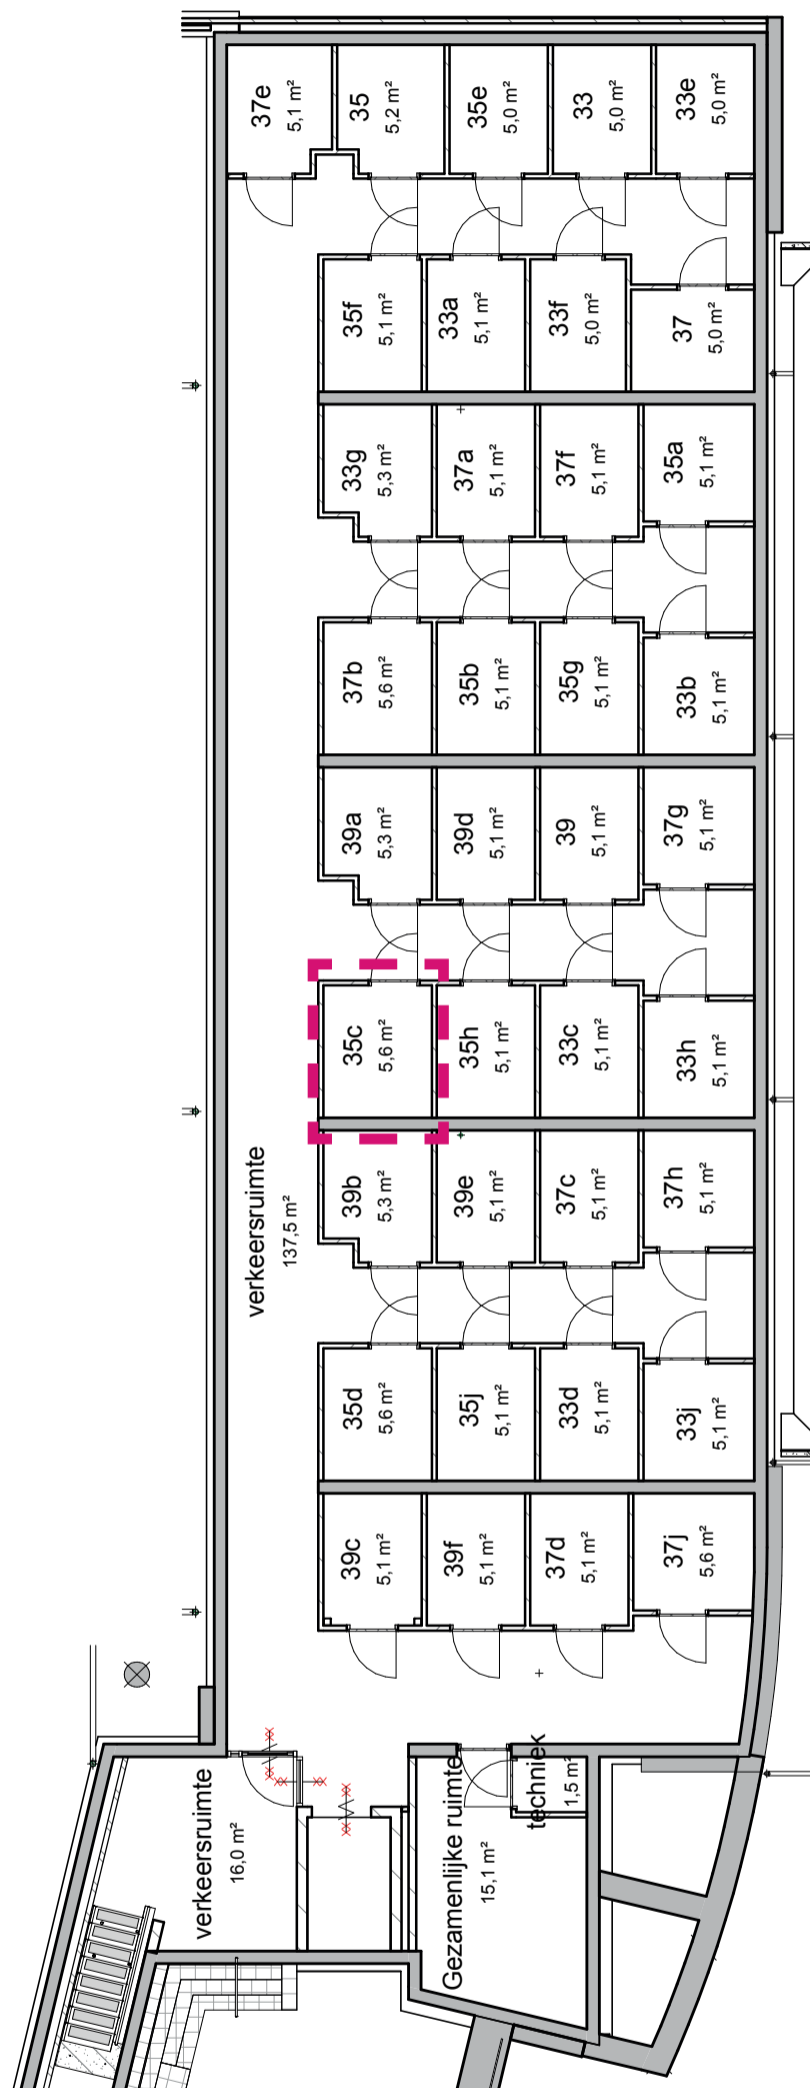 37e
5,1 m²
35
5,2 m²
35e
5,0 m²
33
5,0 m²
33e
5,0 m²
35f
5,1 m²
33a
5,1 m²
33f
5,0 m²
37
5,0 m²
33g
5,3 m²
37a
5,1 m²
37f
5,1 m²
35a
5,1 m²
37b
5,6 m²
35b
5,1 m²
35g
5,1 m²
33b
5,1 m²
39a
5,3 m²
39d
5,1 m²
39
5,1 m²
37g
5,1 m²
35c
5,6 m²
35h
5,1 m²
33c
5,1 m²
33h
5,1 m²
verkeersruimte
137,5 m²
39b
5,3 m²
39e
5,1 m²
37c
5,1 m²
37h
5,1 m²
35d
5,6 m²
35j
5,1 m²
33d
5,1 m²
33j
5,1 m²
39c
5,1 m²
39f
5,1 m²
37d
5,1 m²
37j
5,6 m²
verkeersruimte
16,0 m²
Gezamenlijke ruimte
15,1 m²
techniek
1,5 m²